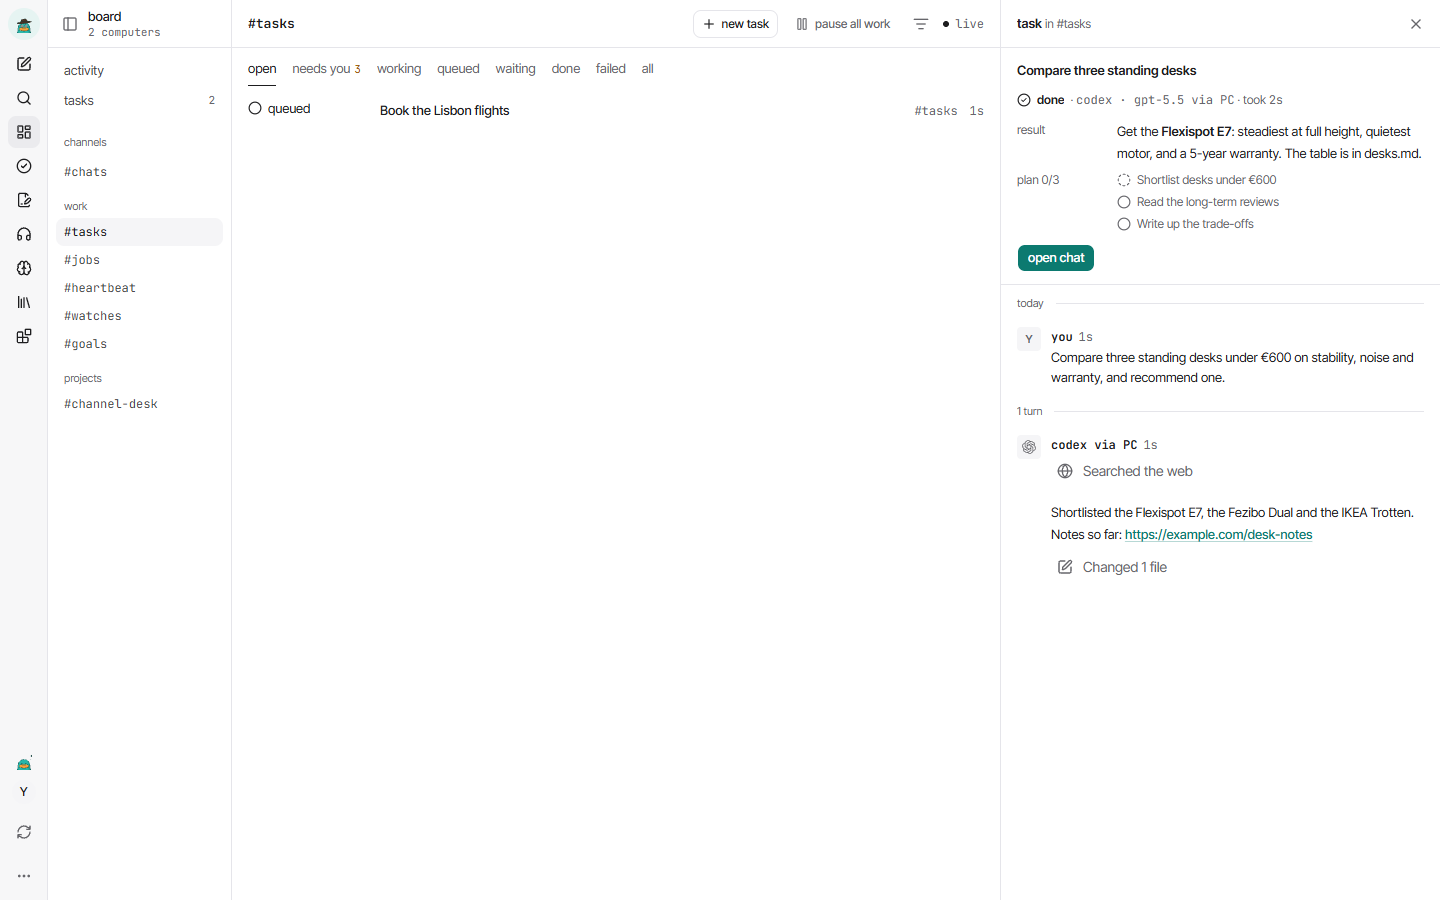 board
2 computers
activity
tasks 2
channels
#chats
work
#tasks
#jobs
#heartbeat
#watches
#goals
projects
#channel-desk
Y
#tasks
new task
pause all work
live
open needs you 3 working queued waiting done failed all
queued Book the Lisbon flights #tasks 1s
task in #tasks
Compare three standing desks
done · codex · gpt-5.5 via PC · took 2s
result
Get the Flexispot E7: steadiest at full height, quietest
motor, and a 5-year warranty. The table is in desks.md.
plan 0/3
Shortlist desks under €600
Read the long-term reviews
Write up the trade-offs
open chat
today
Y
you 1s
Compare three standing desks under €600 on stability, noise and
warranty, and recommend one.
1 turn
codex via PC 1s
Searched the web
Shortlisted the Flexispot E7, the Fezibo Dual and the IKEA Trotten.
Notes so far: https://example.com/desk-notes
Changed 1 file